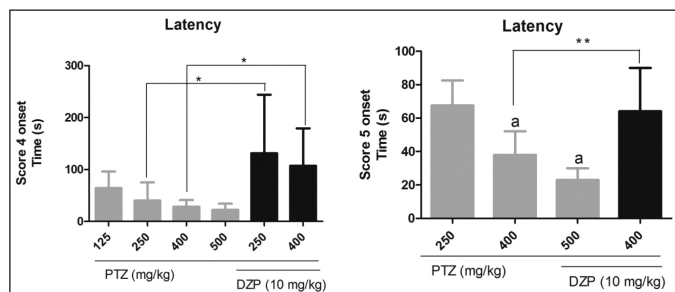 Latency
Score 4 onset
Time (s)
300
200
100
0
*
*
125
250
400
500
250
400
PTZ (mg/kg)
DZP (10 mg/kg)
Latency
Score 5 onset
Time (s)
100
80
60
40
20
0
**
a
a
250
400
500
400
PTZ (mg/kg)
DZP (10 mg/kg)